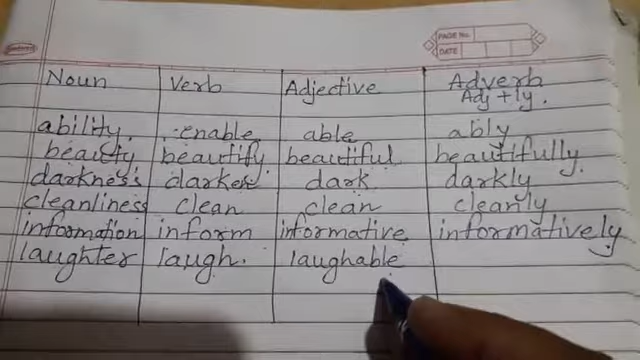 PAGE No.
DATE
Noun Verb Adjective Adverb
Adj + ly.
ability. enable able ably
beauty beautify beautiful beautifully.
darkness darken dark darkly
cleanliness clean clean cleanly
information inform informative informatively
laughter laugh. laughable